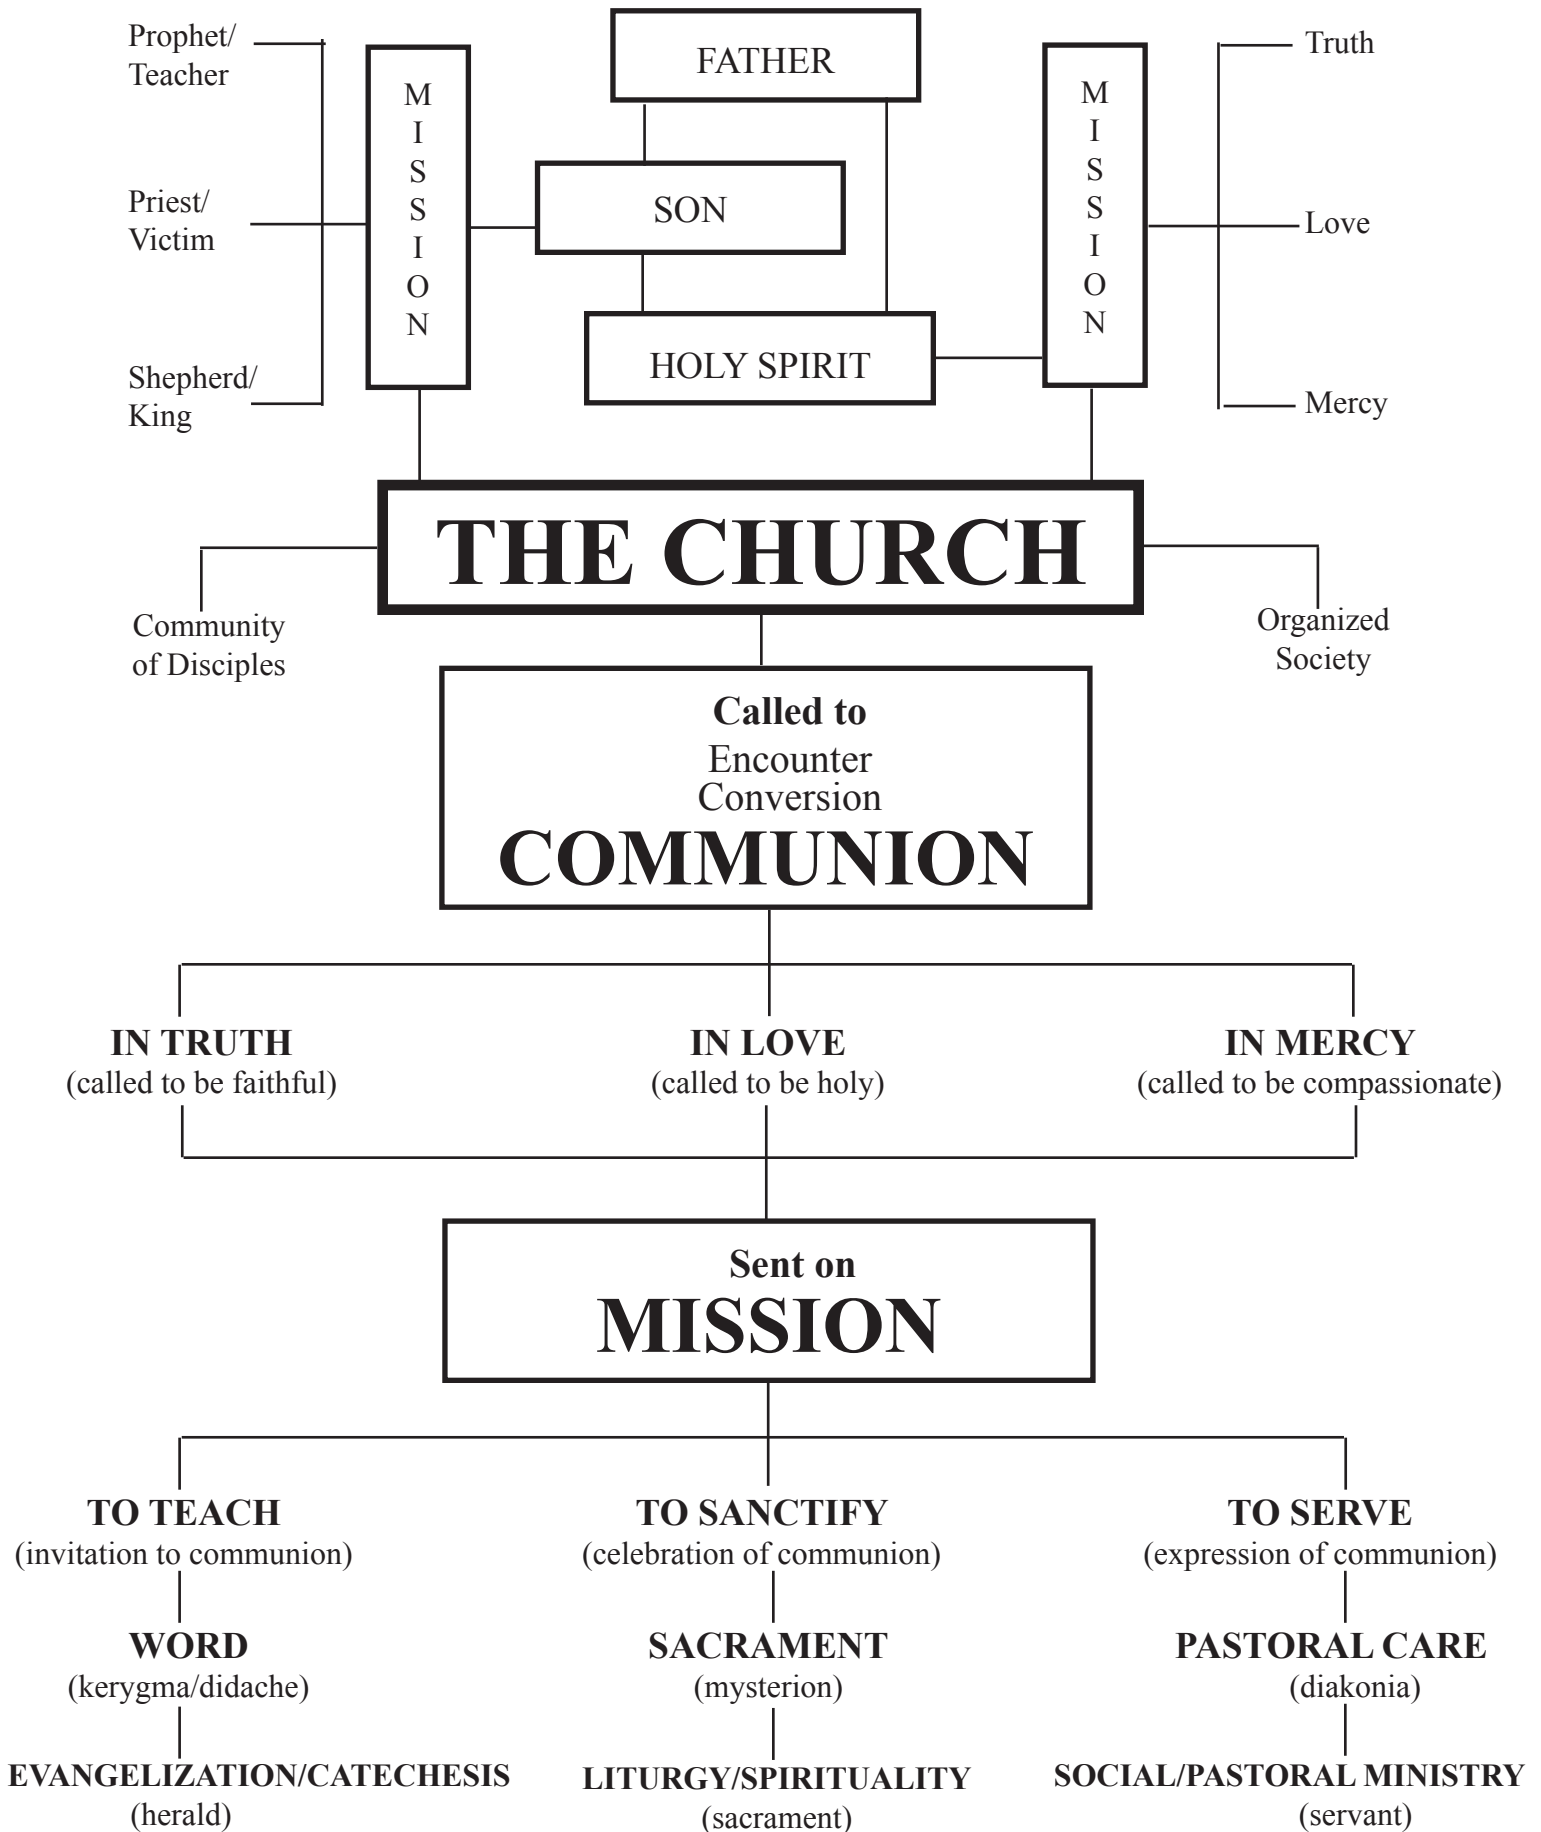 Prophet/
Teacher
Priest/
Victim
Shepherd/
King
MISSION
FATHER
SON
HOLY SPIRIT
MISSION
Truth
Love
Mercy
THE CHURCH
Community
of Disciples
Organized
Society
Called to
Encounter
Conversion
COMMUNION
IN TRUTH
(called to be faithful)
IN LOVE
(called to be holy)
IN MERCY
(called to be compassionate)
Sent on
MISSION
TO TEACH
(invitation to communion)
TO SANCTIFY
(celebration of communion)
TO SERVE
(expression of communion)
WORD
(kerygma/didache)
SACRAMENT
(mysterion)
PASTORAL CARE
(diakonia)
EVANGELIZATION/CATECHESIS
(herald)
LITURGY/SPIRITUALITY
(sacrament)
SOCIAL/PASTORAL MINISTRY
(servant)